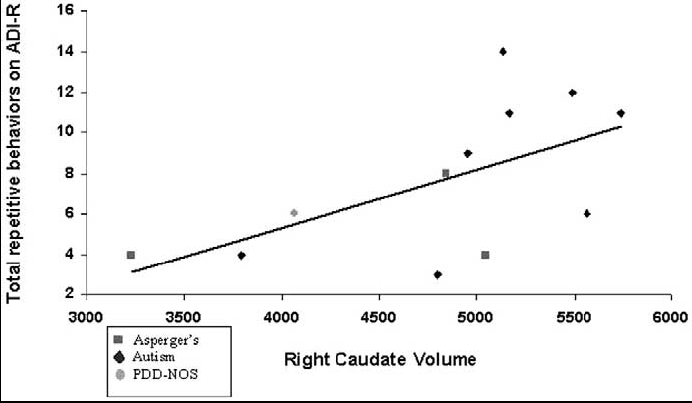 Total repetitive behaviors on ADI-R
16
14
12
10
8
6
4
2
3000 3500 4000 4500 5000 5500 6000
Right Caudate Volume
Asperger's
Autism
PDD-NOS